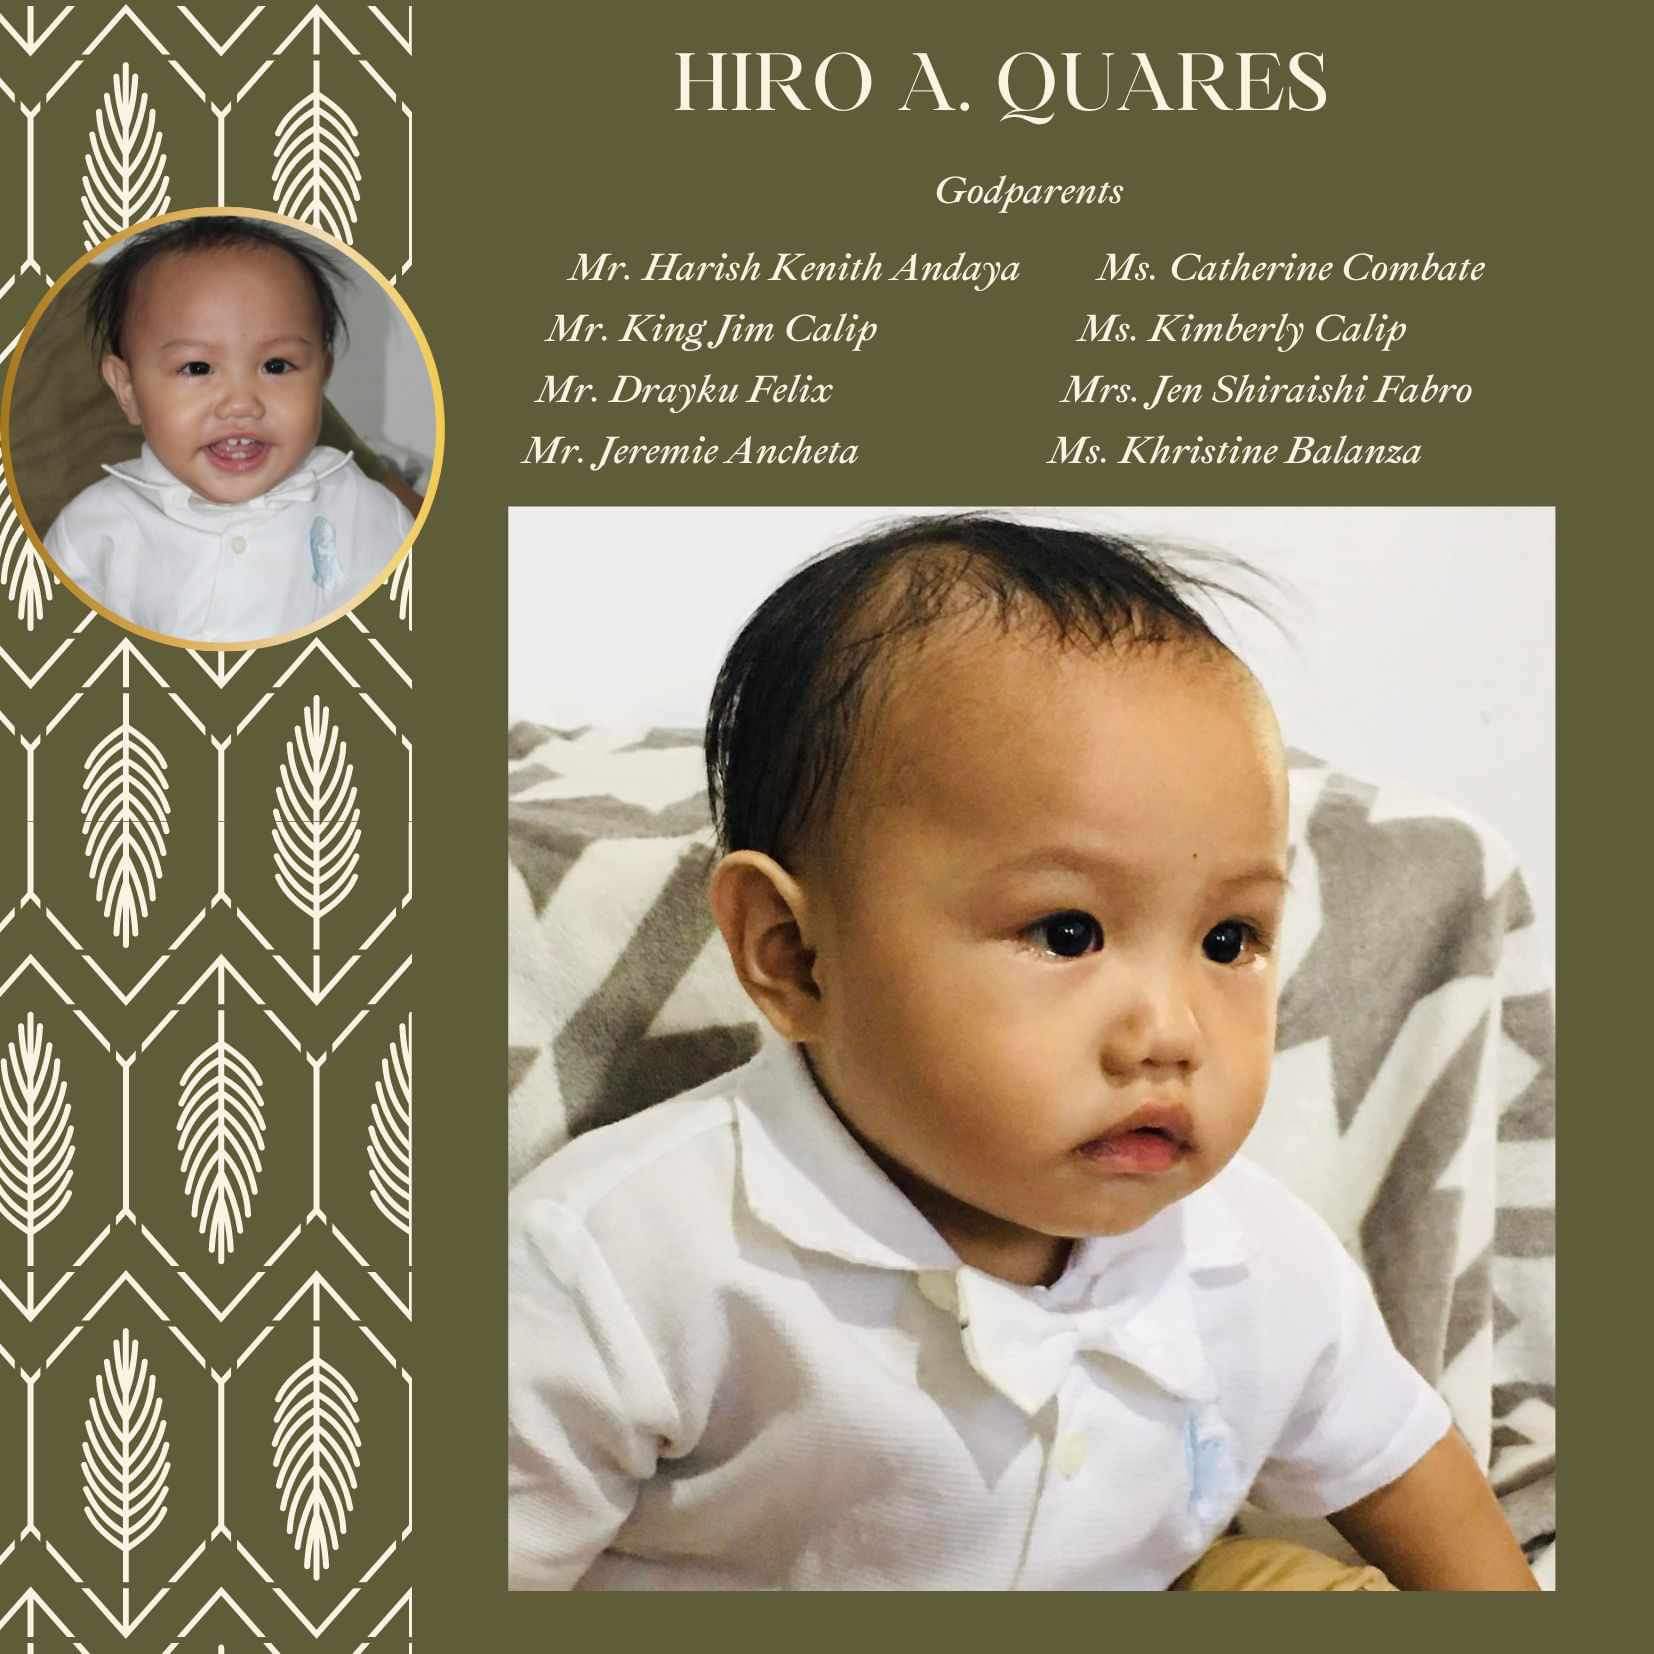 HIRO A. QUARES
Godparents
Mr. Harish Kenith Andaya Ms. Catherine Combate
Mr. King Jim Calip Ms. Kimberly Calip
Mr. Drayku Felix Mrs. Jen Shiraishi Fabro
Mr. Jeremie Ancheta Ms. Khristine Balanza